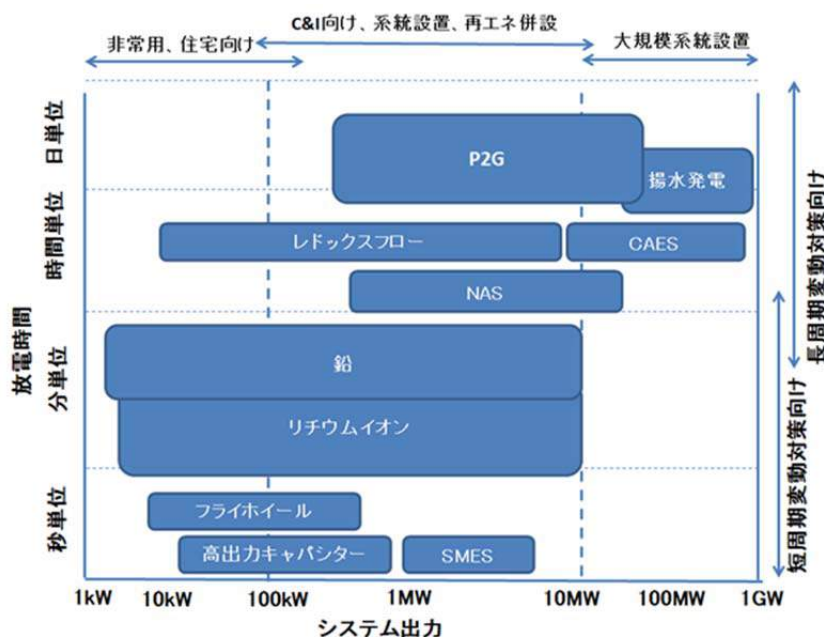 C&I向け、系統設置、再エネ併設
非常用、住宅向け
大規模系統設置
日単位
時間単位
分単位
秒単位
放電時間
P2G
揚水発電
レドックスフロー
CAES
NAS
鉛
リチウムイオン
フライホイール
高出力キャパシター
SMES
長周期変動対策向け
短周期変動対策向け
1kW
10kW
100kW
1MW
10MW
100MW
1GW
システム出力